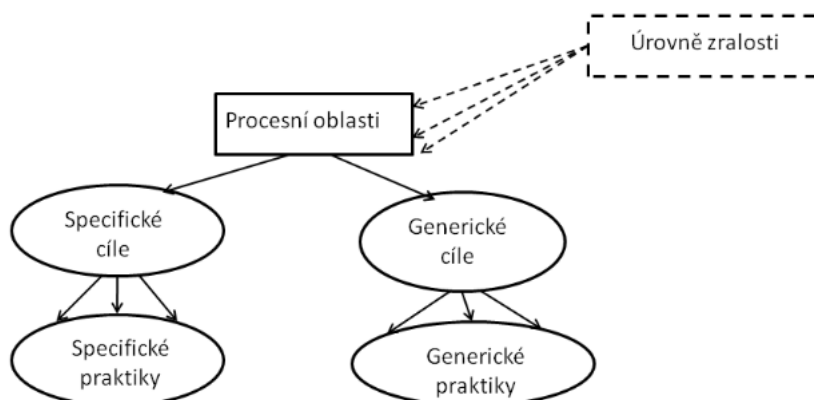 Úrovně zralosti
Procesní oblasti
Specifické
cíle
Generické
cíle
Specifické
praktiky
Generické
praktiky